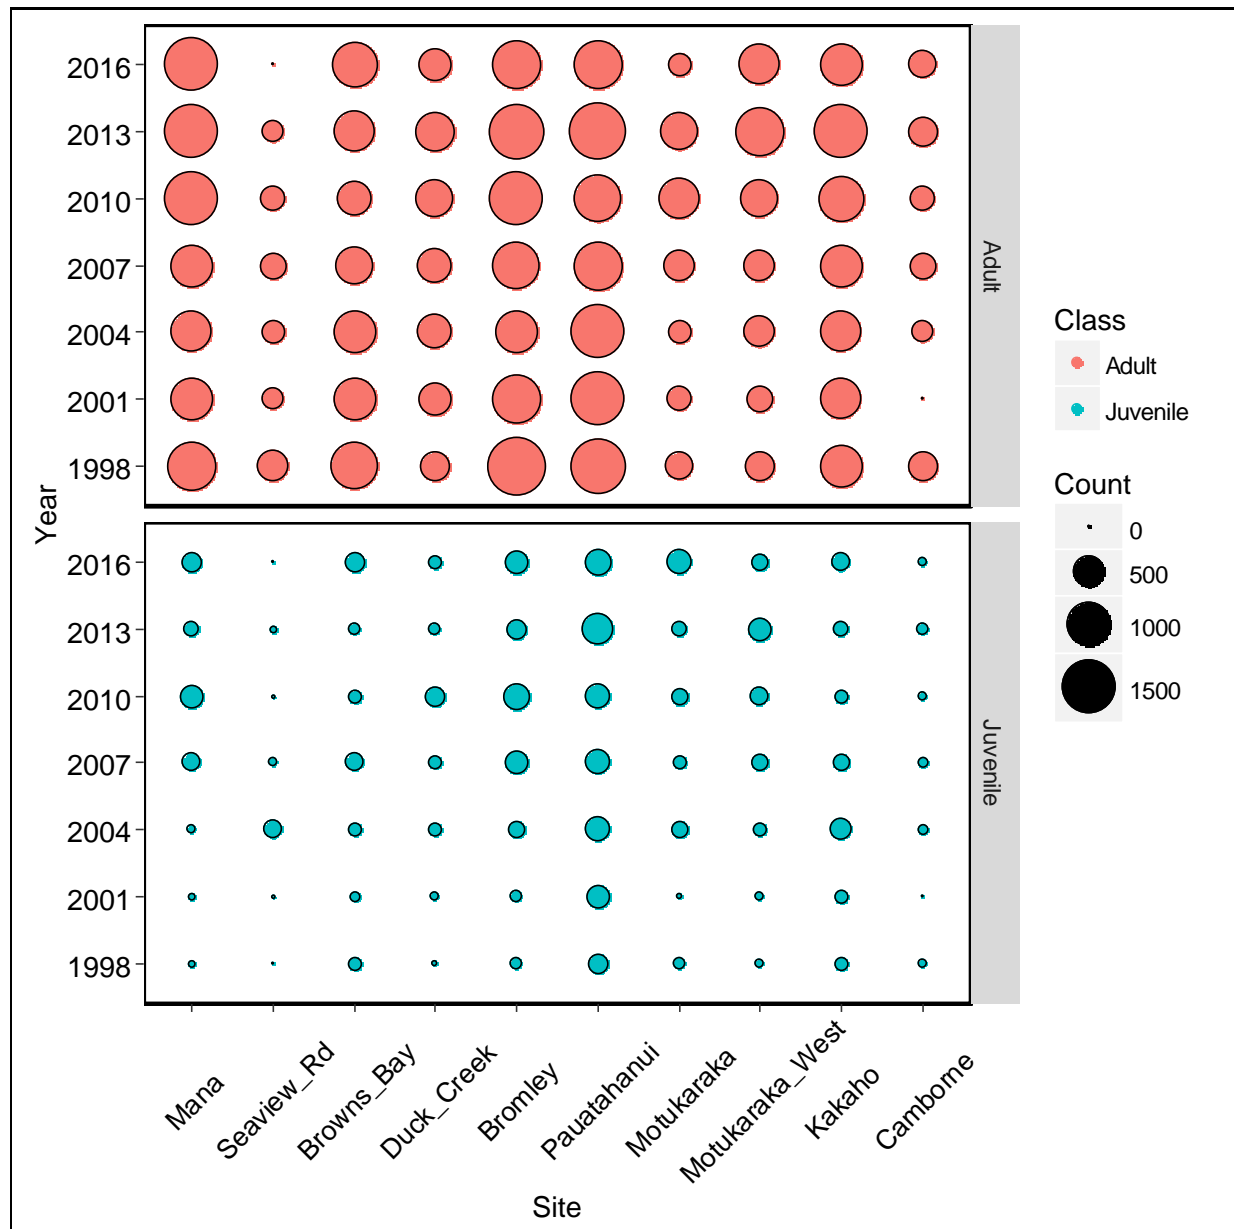 2016
2013
2010
2007
2004
2001
1998
Adult
2016
2013
2010
2007
2004
2001
1998
Juvenile
Year
Mana
Seaview_Rd
Browns_Bay
Duck_Creek
Bromley
Pauatahanui
Motukaraka
Motukaraka_West
Kakaho
Camborne
Site
Class
Adult
Juvenile
Count
0
500
1000
1500